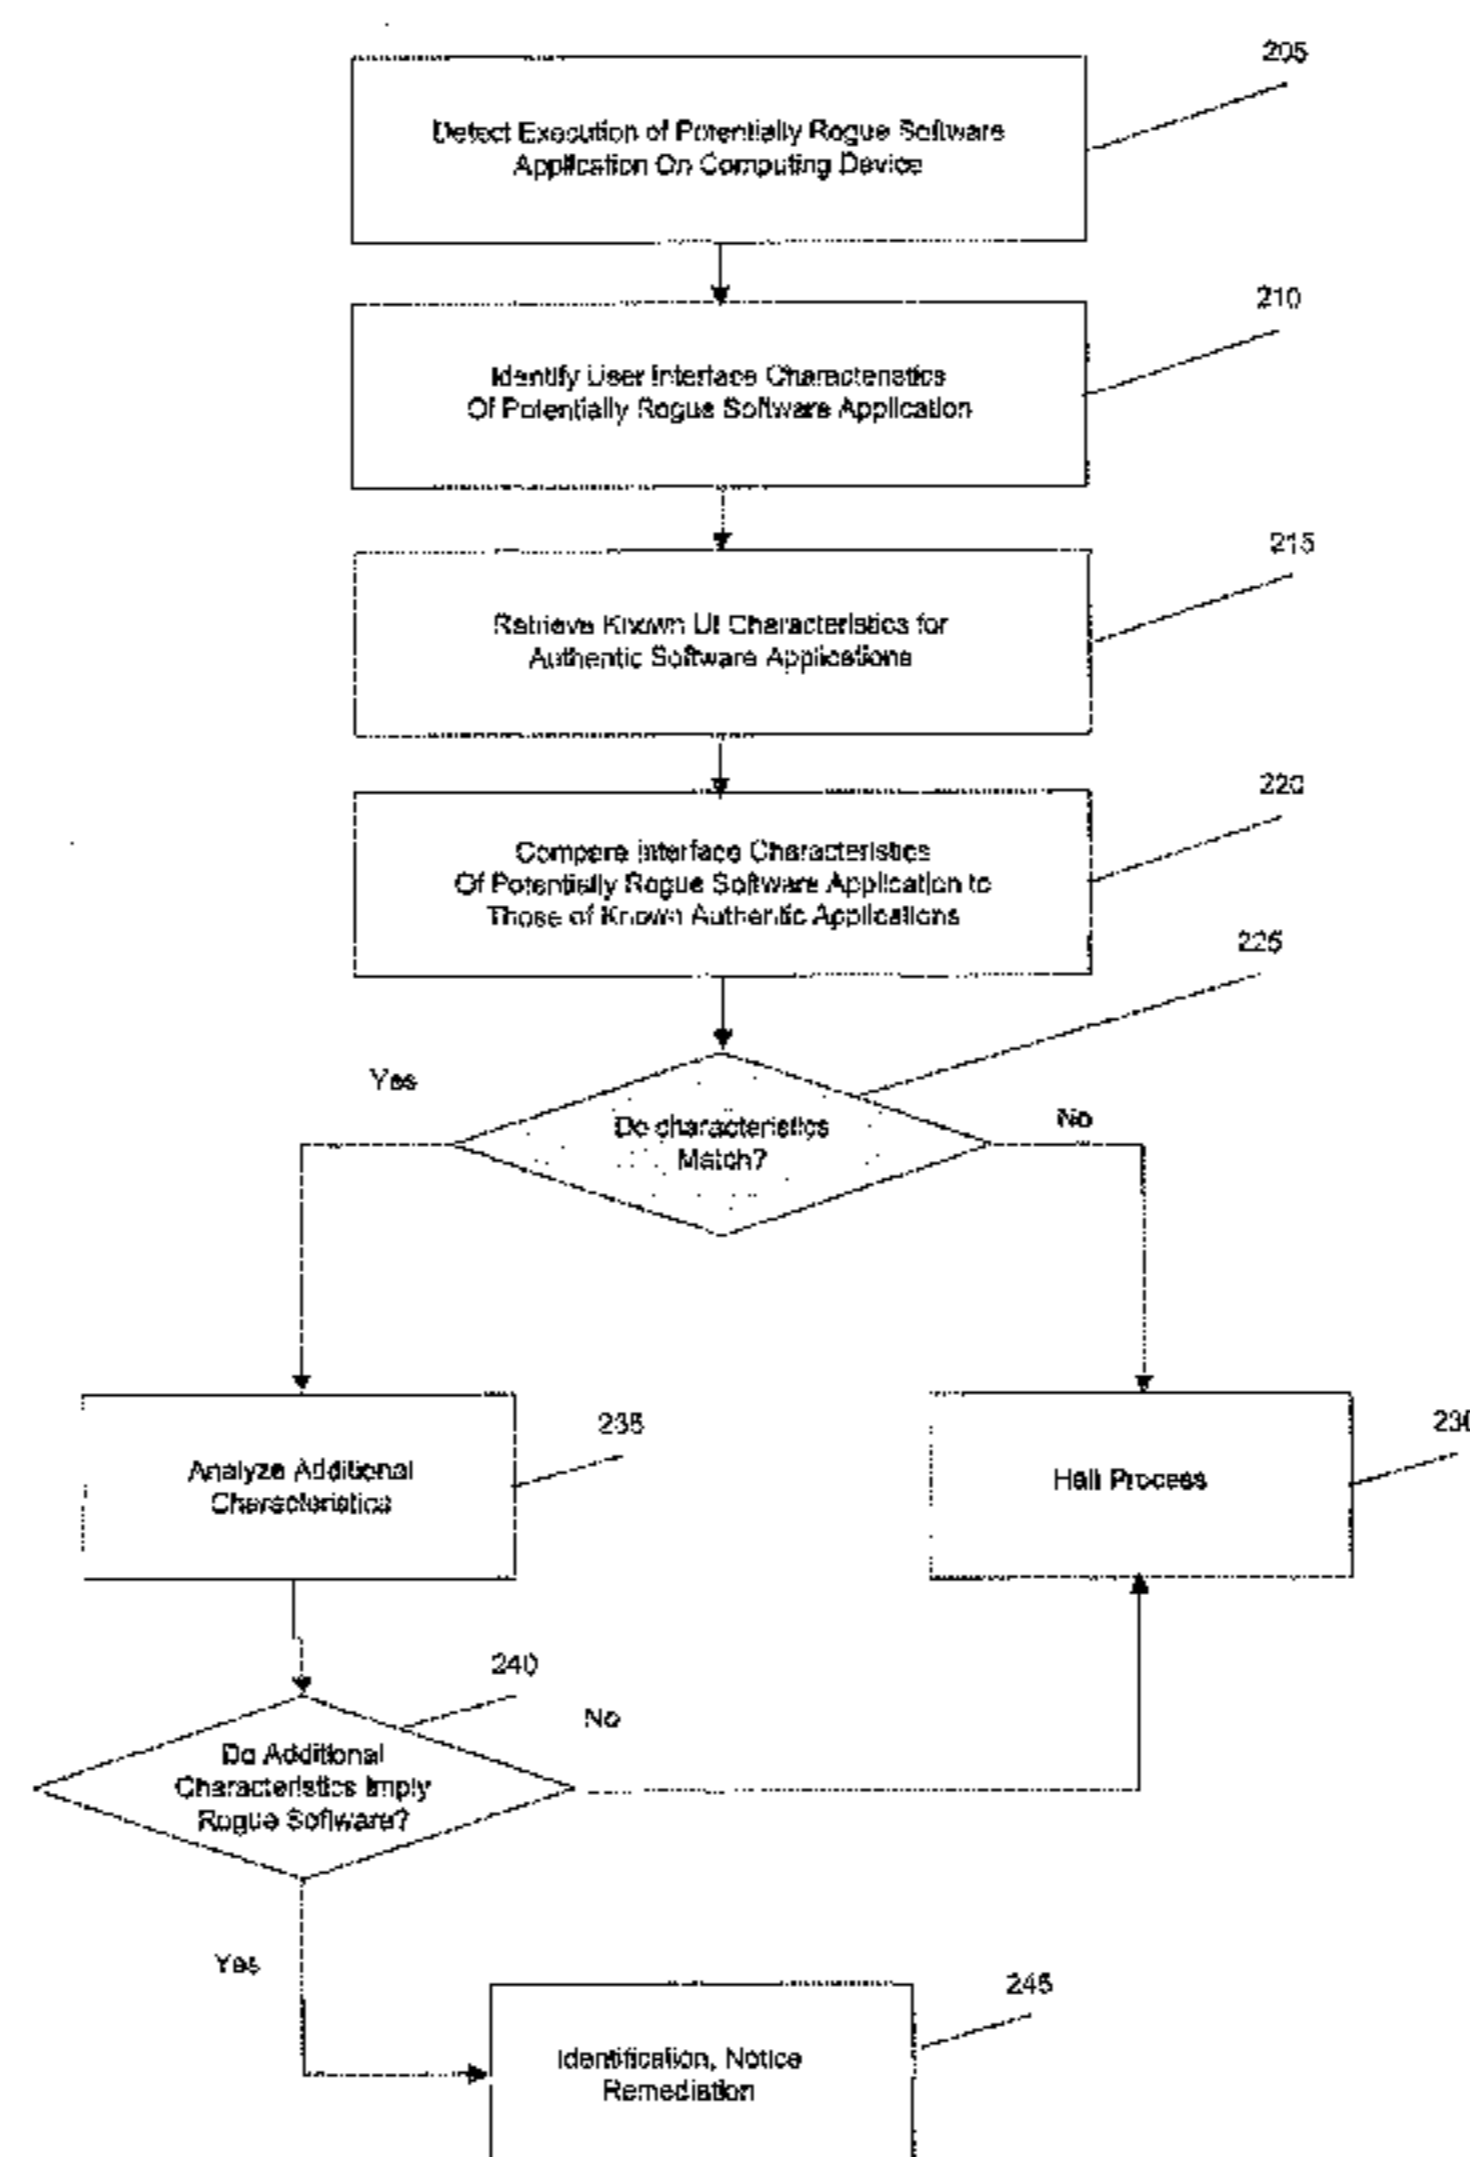 205
Detect Execution of Potentially Rogue Software
Application On Computing Device
210
Identify User Interface Characteristics
Of Potentially Rogue Software Application
215
Retrieve Known UI Characteristics for
Authentic Software Applications
220
Compare Interface Characteristics
Of Potentially Rogue Software Application to
Those of Known Authentic Applications
225
Yes
Do characteristics
Match?
No
235
Analyze Additional
Characteristics
230
Halt Process
240
No
Do Additional
Characteristics Imply
Rogue Software?
Yes
245
Identification, Notice
Remediation